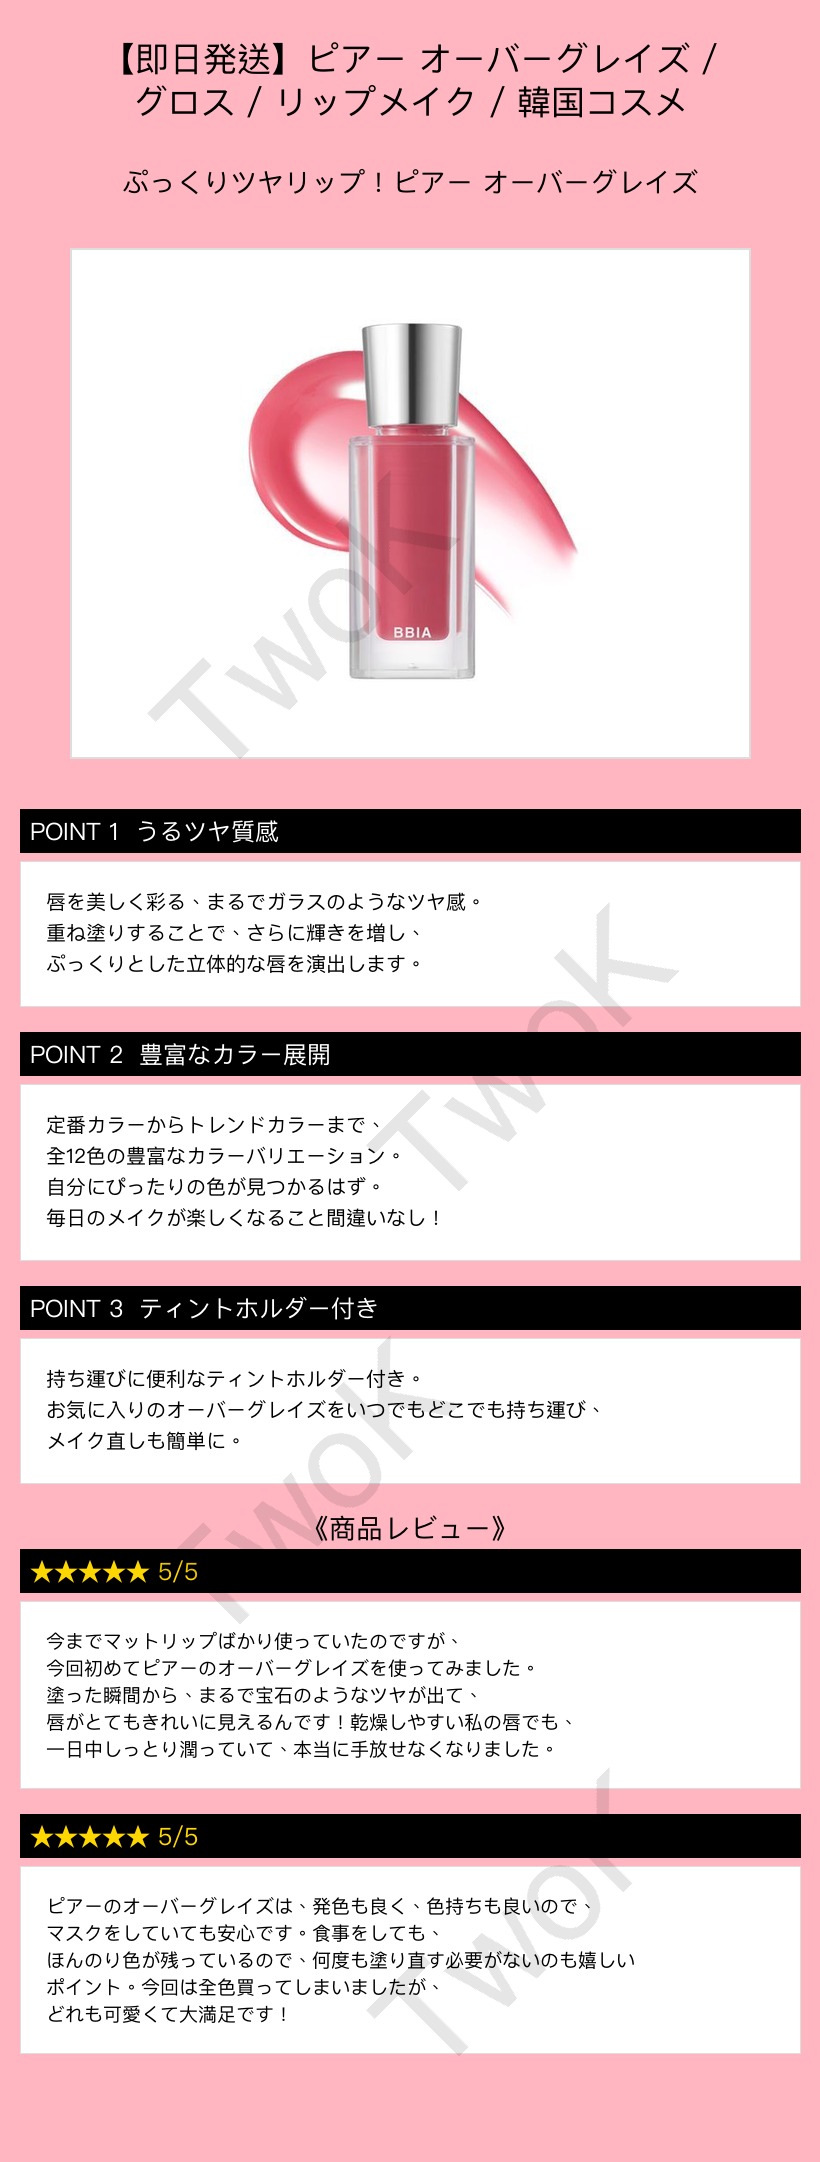 【即日発送】ピアー オーバーグレイズ /
グロス / リップメイク / 韓国コスメ
ぷっくりツヤリップ！ピアー オーバーグレイズ
BBIA
TwoK
POINT 1 うるツヤ質感
唇を美しく彩る、まるでガラスのようなツヤ感。
重ね塗りすることで、さらに輝きを増し、
ぷっくりとした立体的な唇を演出します。
TwoK
POINT 2 豊富なカラー展開
定番カラーからトレンドカラーまで、
全12色の豊富なカラーバリエーション。
自分にぴったりの色が見つかるはず。
毎日のメイクが楽しくなること間違いなし！
POINT 3 ティントホルダー付き
持ち運びに便利なティントホルダー付き。
お気に入りのオーバーグレイズをいつでもどこでも持ち運び、
メイク直しも簡単に。
TwoK
《商品レビュー》
★★★★★ 5/5
今までマットリップばかり使っていたのですが、
今回初めてピアーのオーバーグレイズを使ってみました。
塗った瞬間から、まるで宝石のようなツヤが出て、
唇がとてもきれいに見えるんです！乾燥しやすい私の唇でも、
一日中しっとり潤っていて、本当に手放せなくなりました。
★★★★★ 5/5
ピアーのオーバーグレイズは、発色も良く、色持ちも良いので、
マスクをしていても安心です。食事をしても、
ほんのり色が残っているので、何度も塗り直す必要がないのも嬉しい
ポイント。今回は全色買ってしまいましたが、
どれも可愛くて大満足です！
TwoK